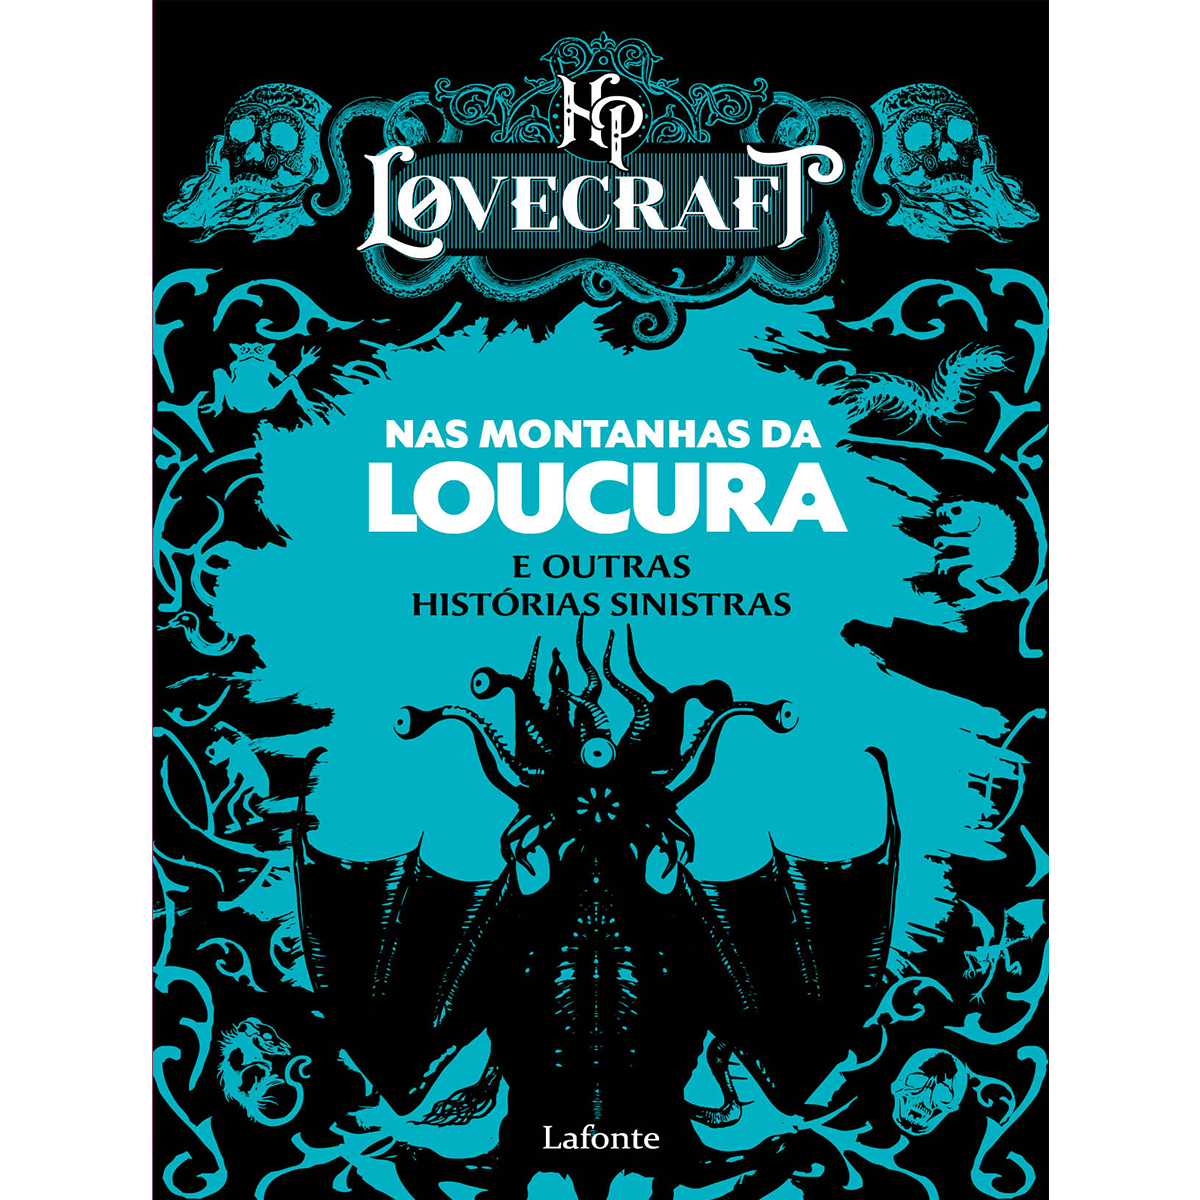 HP
LOVECRAFT
NAS MONTANHAS DA
LOUCURA
E OUTRAS
HISTÓRIAS SINISTRAS
Lafonte